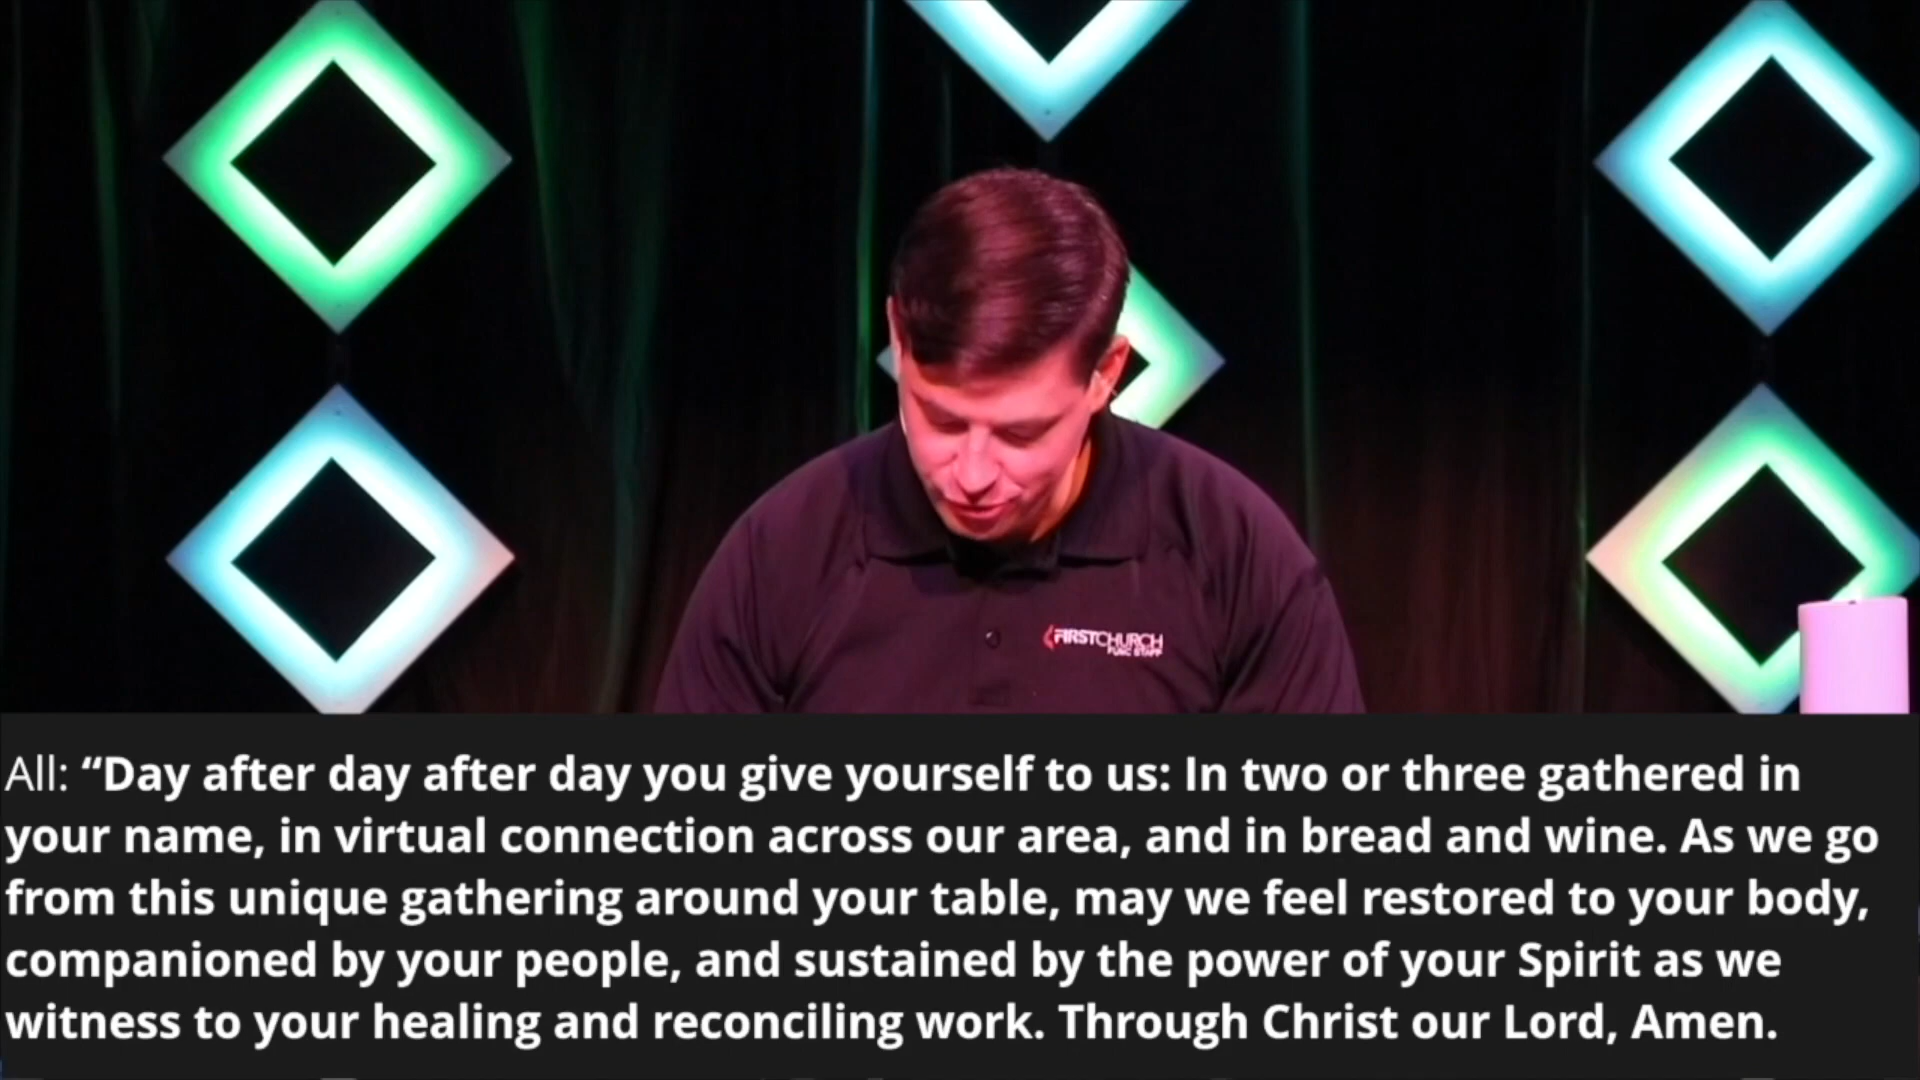 FIRSTCHURCH
FUMC STAFF
All: “Day after day after day you give yourself to us: In two or three gathered in
your name, in virtual connection across our area, and in bread and wine. As we go
from this unique gathering around your table, may we feel restored to your body,
companioned by your people, and sustained by the power of your Spirit as we
witness to your healing and reconciling work. Through Christ our Lord, Amen.